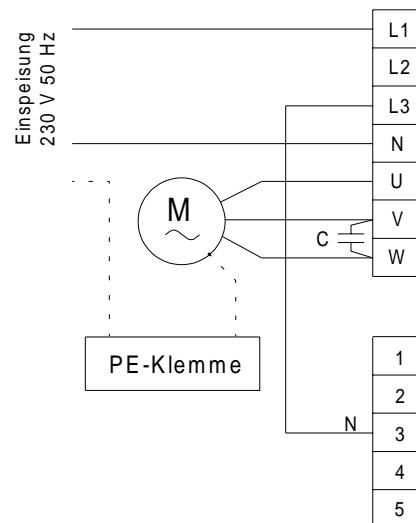 Einspeisung
230 V 50 Hz
L1
L2
L3
N
U
V
W
M
C
PE-Klemme
N
1
2
3
4
5